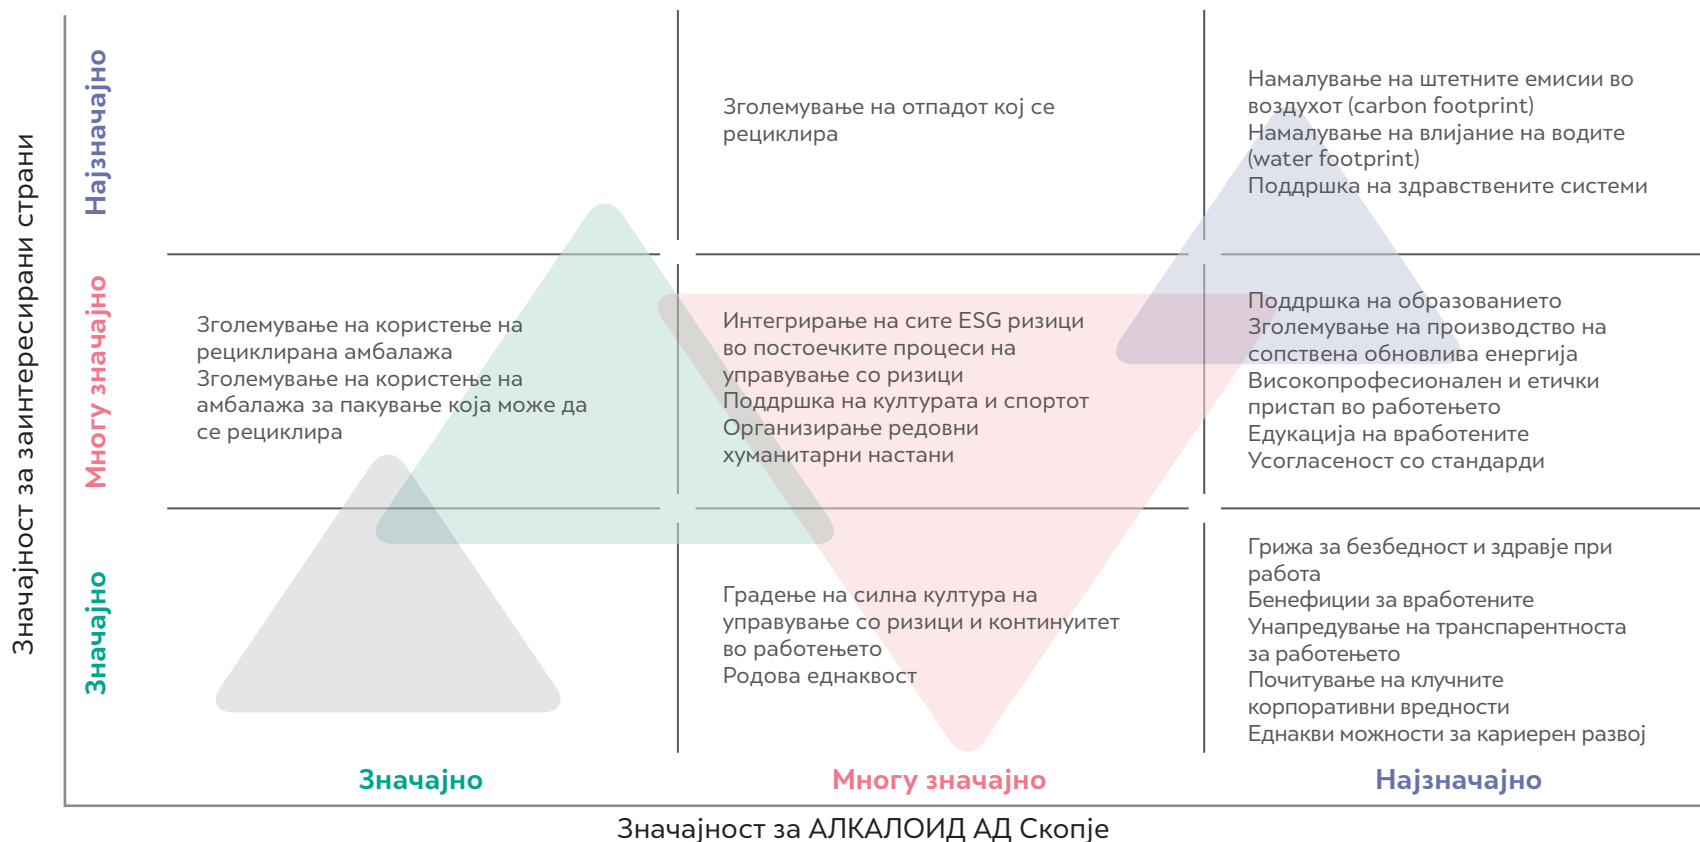 Значајност за заинтересирани страни
Најзначајно
Зголемување на отпадот кој се
рециклира
Намалување на штетните емисии во
воздухот (carbon footprint)
Намалување на влијание на водите
(water footprint)
Поддршка на здравствените системи
Многу значајно
Зголемување на користење на
рециклирана амбалажа
Зголемување на користење на
амбалажа за пакување која може да
се рециклира
Интегрирање на сите ESG ризици
во постоечките процеси на
управување со ризици
Поддршка на културата и спортот
Организирање редовни
хуманитарни настани
Поддршка на образованието
Зголемување на производство на
сопствена обновлива енергија
Високопрофесионален и етички
пристап во работењето
Едукација на вработените
Усогласеност со стандарди
Значајно
Градење на силна култура на
управување со ризици и континуитет
во работењето
Родова еднаквост
Грижа за безбедност и здравје при
работа
Бенефиции за вработените
Унапредување на транспарентноста
за работењето
Почитување на клучните
корпоративни вредности
Еднакви можности за кариерен развој
Значајно
Многу значајно
Најзначајно
Значајност за АЛКАЛОИД АД Скопје